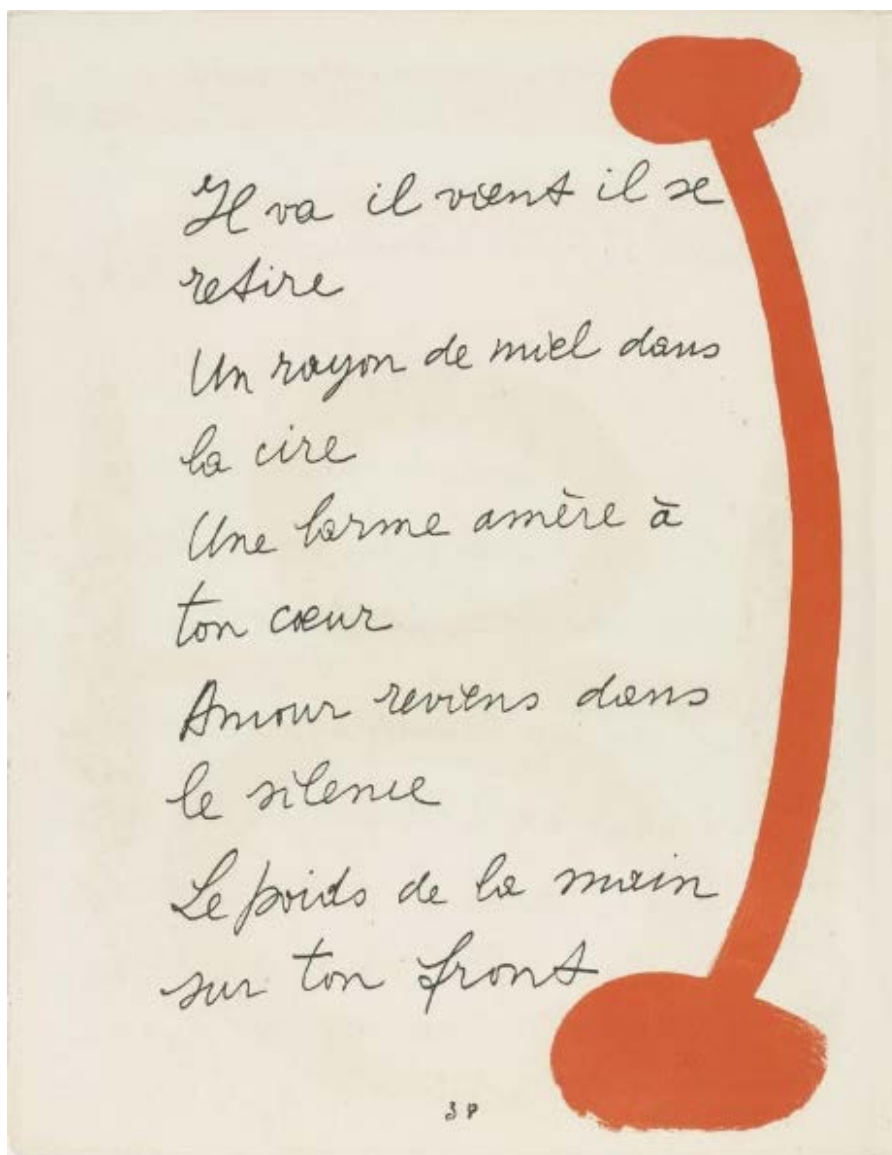 Il va il vient il se
retire
Un rayon de miel dans
la cire
Une larme amère à
ton cœur
Amour reviens dans
le silence
Le poids de la main
sur ton front